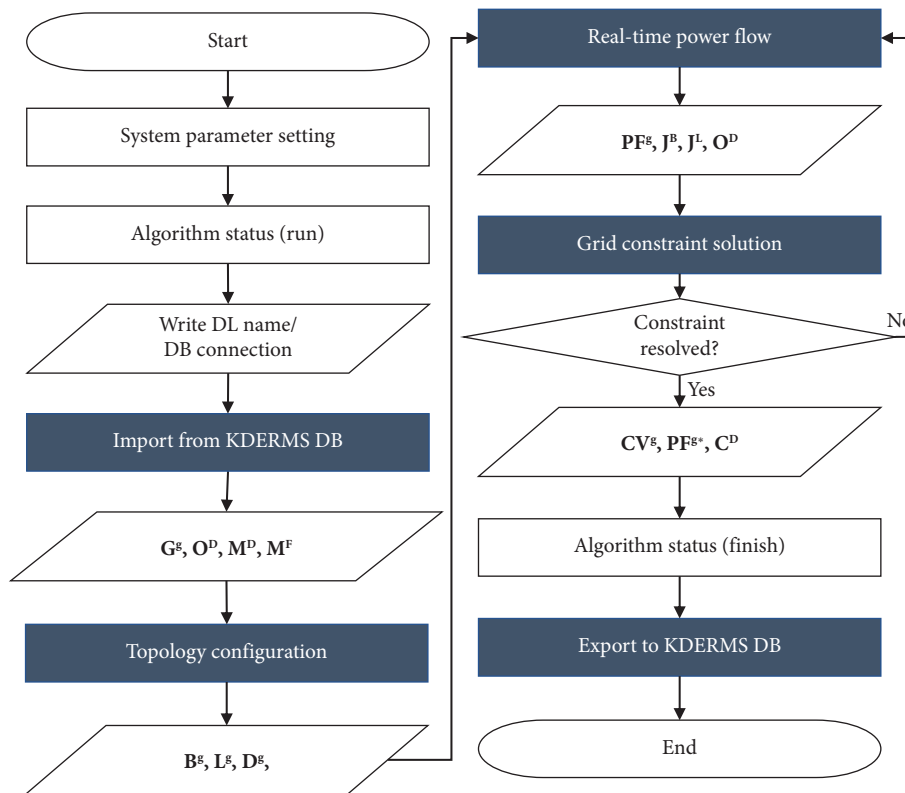 Start
System parameter setting
Algorithm status (run)
Write DL name/
DB connection
Import from KDERMS DB
Gᵍ, Oᴰ, Mᴰ, Mᶠ
Topology configuration
Bᵍ, Lᵍ, Dᵍ,
Real-time power flow
PFᵍ, Jᴮ, Jᴸ, Oᴰ
Grid constraint solution
Constraint
resolved?
No
Yes
CVᵍ, PFᵍ*, Cᴰ
Algorithm status (finish)
Export to KDERMS DB
End